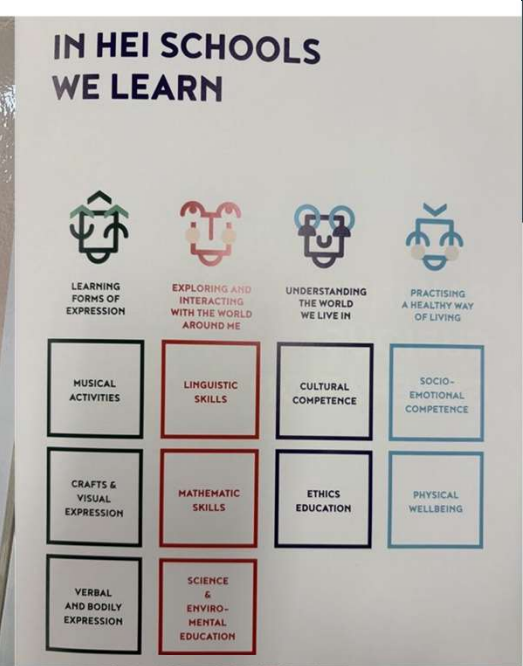 IN HEI SCHOOLS
WE LEARN
LEARNING
FORMS OF
EXPRESSION
EXPLORING AND
INTERACTING
WITH THE WORLD
AROUND ME
UNDERSTANDING
THE WORLD
WE LIVE IN
PRACTISING
A HEALTHY WAY
OF LIVING
MUSICAL
ACTIVITIES
LINGUISTIC
SKILLS
CULTURAL
COMPETENCE
SOCIO-
EMOTIONAL
COMPETENCE
CRAFTS &
VISUAL
EXPRESSION
MATHEMATIC
SKILLS
ETHICS
EDUCATION
PHYSICAL
WELLBEING
VERBAL
AND BODILY
EXPRESSION
SCIENCE
&
ENVIRO-
MENTAL
EDUCATION